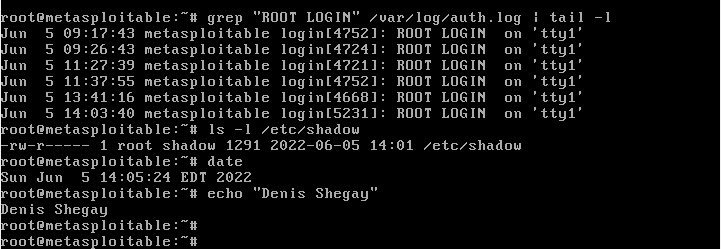 root@metasploitable:~# grep "ROOT LOGIN" /var/log/auth.log | tail -l
Jun  5 09:17:43 metasploitable login[4752]: ROOT LOGIN  on 'tty1'
Jun  5 09:26:43 metasploitable login[4724]: ROOT LOGIN  on 'tty1'
Jun  5 11:27:39 metasploitable login[4721]: ROOT LOGIN  on 'tty1'
Jun  5 11:37:55 metasploitable login[4752]: ROOT LOGIN  on 'tty1'
Jun  5 13:41:16 metasploitable login[4668]: ROOT LOGIN  on 'tty1'
Jun  5 14:03:40 metasploitable login[5231]: ROOT LOGIN  on 'tty1'
root@metasploitable:~# ls -l /etc/shadow
-rw-r----- 1 root shadow 1291 2022-06-05 14:01 /etc/shadow
root@metasploitable:~# date
Sun Jun  5 14:05:24 EDT 2022
root@metasploitable:~# echo "Denis Shegay"
Denis Shegay
root@metasploitable:~#
root@metasploitable:~#